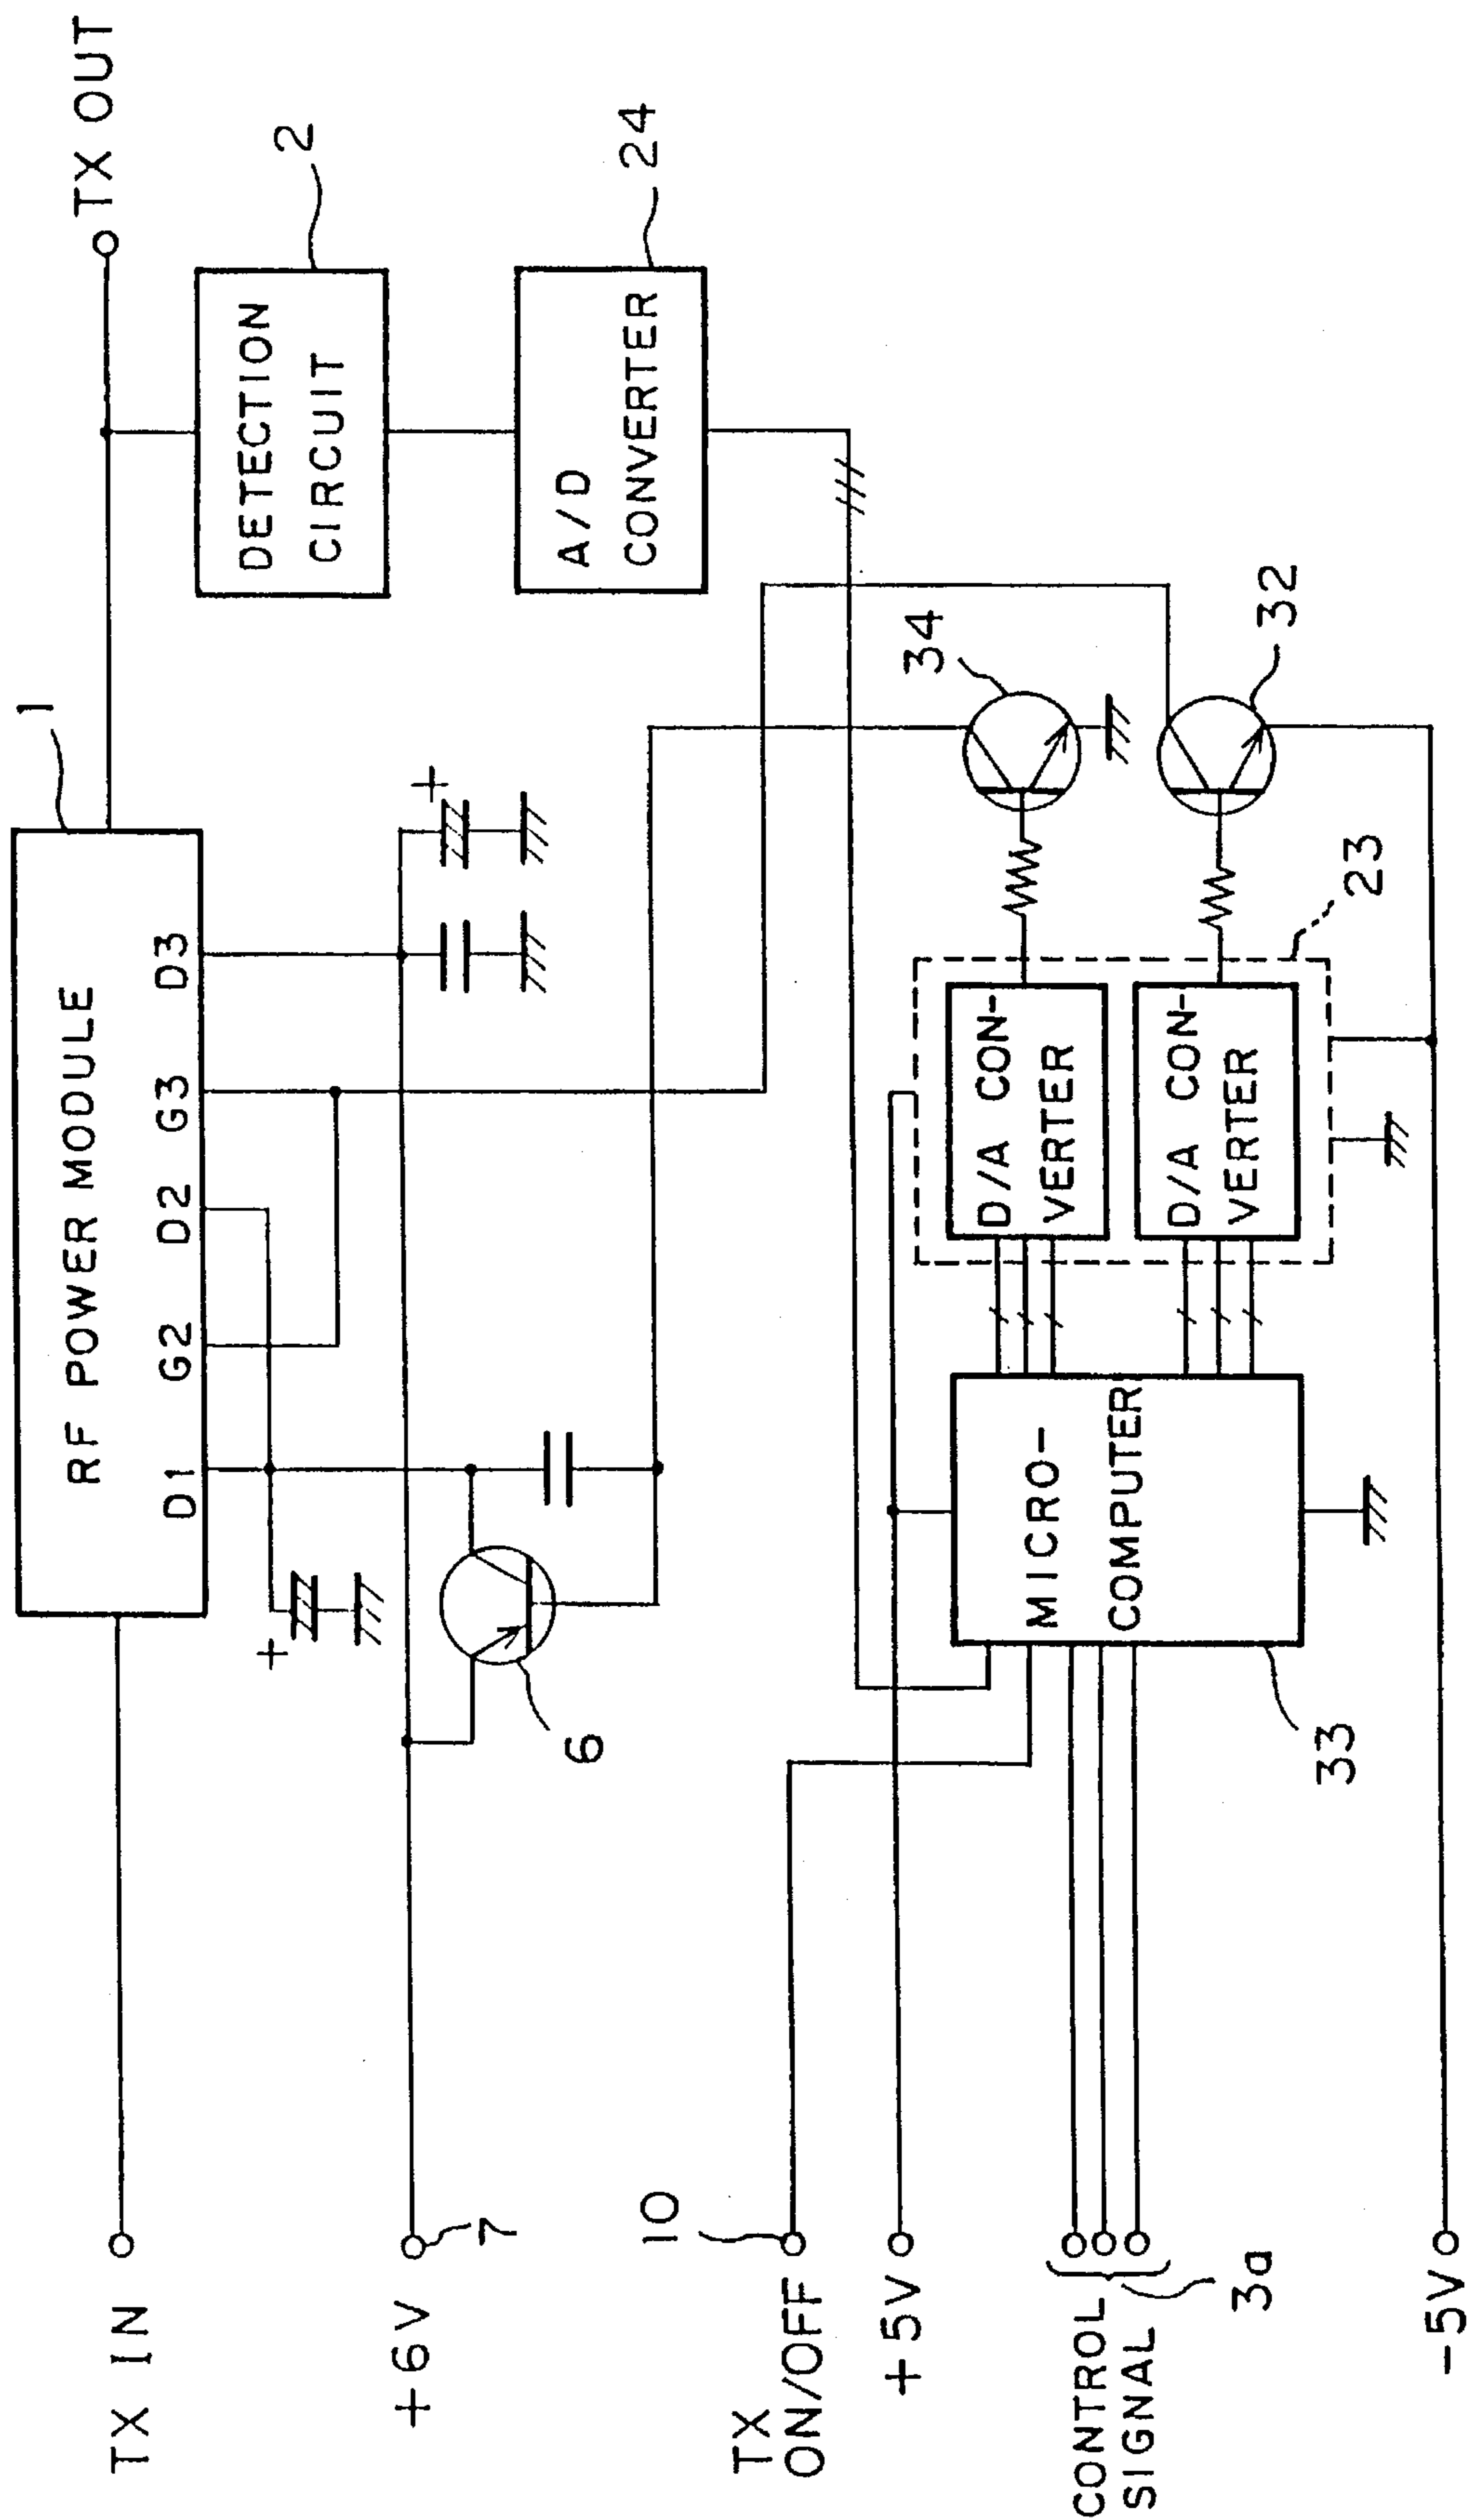 TX IN
RF POWER MODULE
1
TX OUT
D1
G2
D2
G3
D3
+
+
DETECTION
CIRCUIT
2
+6V
7
6
A/D
CONVERTER
24
TX
ON/OFF
10
+5V
CONTROL
SIGNAL
3a
MICRO-
COMPUTER
33
D/A CON-
VERTER
D/A CON-
VERTER
23
34
32
-5V